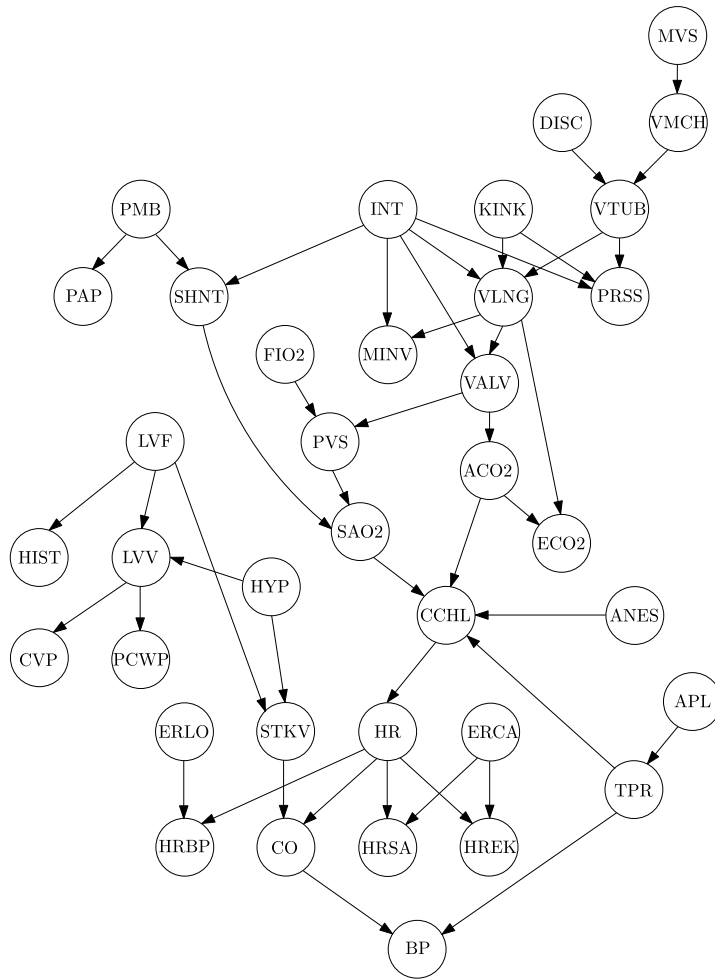 MVS
DISC
VMCH
PMB
INT
KINK
VTUB
PAP
SHNT
VLNG
PRSS
FIO2
MINV
VALV
LVF
PVS
ACO2
SAO2
ECO2
HIST
LVV
HYP
CCHL
ANES
CVP
PCWP
APL
ERLO
STKV
HR
ERCA
TPR
HRBP
CO
HRSA
HREK
BP